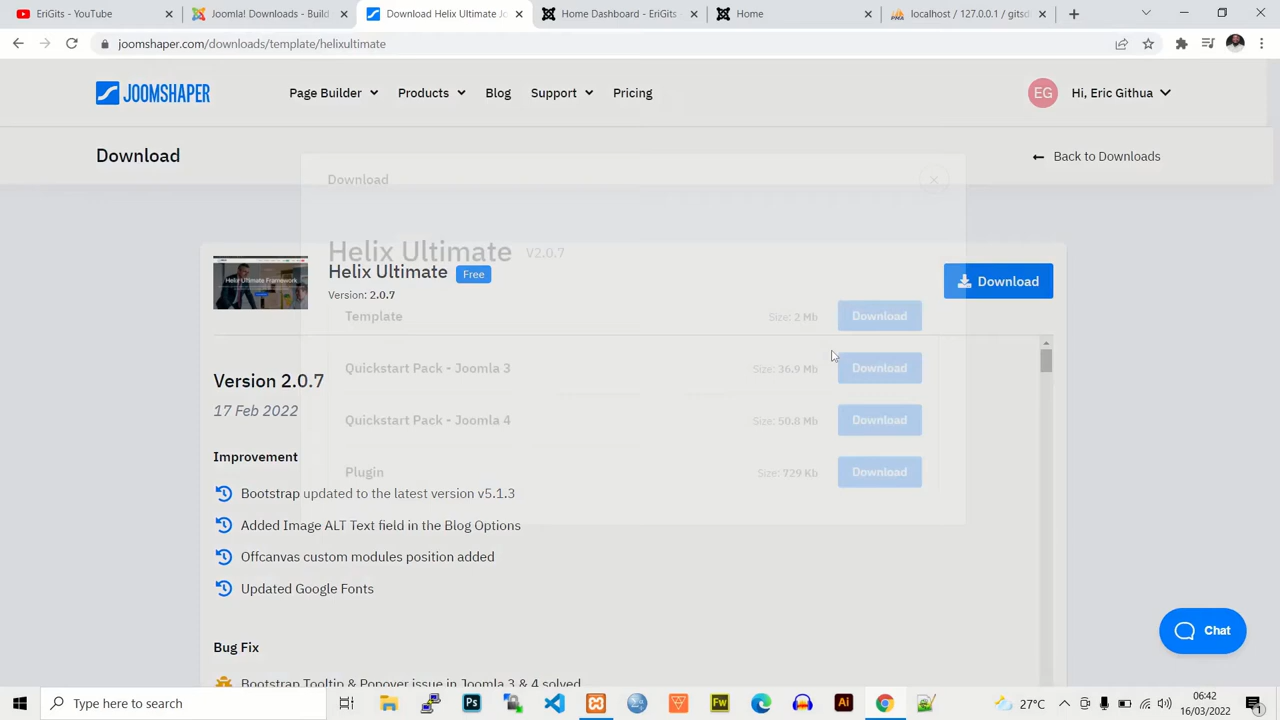 EriGits - YouTube
Joomla! Downloads - Build
Download Helix Ultimate Jo
Home Dashboard - EriGits -
Home
localhost / 127.0.0.1 / gitsd
joomshaper.com/downloads/template/helixultimate
JOOMSHAPER
Page Builder
Products
Blog
Support
Pricing
EG
Hi, Eric Githua
Download
Back to Downloads
Download
Helix Ultimate V2.0.7
Helix Ultimate Free
Version: 2.0.7
Download
Template Size: 2 Mb Download
Quickstart Pack - Joomla 3 Size: 36.9 Mb Download
Quickstart Pack - Joomla 4 Size: 50.8 Mb Download
Plugin Size: 729 Kb Download
Version 2.0.7
17 Feb 2022
Improvement
Bootstrap updated to the latest version v5.1.3
Added Image ALT Text field in the Blog Options
Offcanvas custom modules position added
Updated Google Fonts
Bug Fix
Bootstrap Tooltip & Popover issue in Joomla 3 & 4 solved
Chat
Type here to search
Ps
Fw
Ai
27°C
06:42
16/03/2022
1